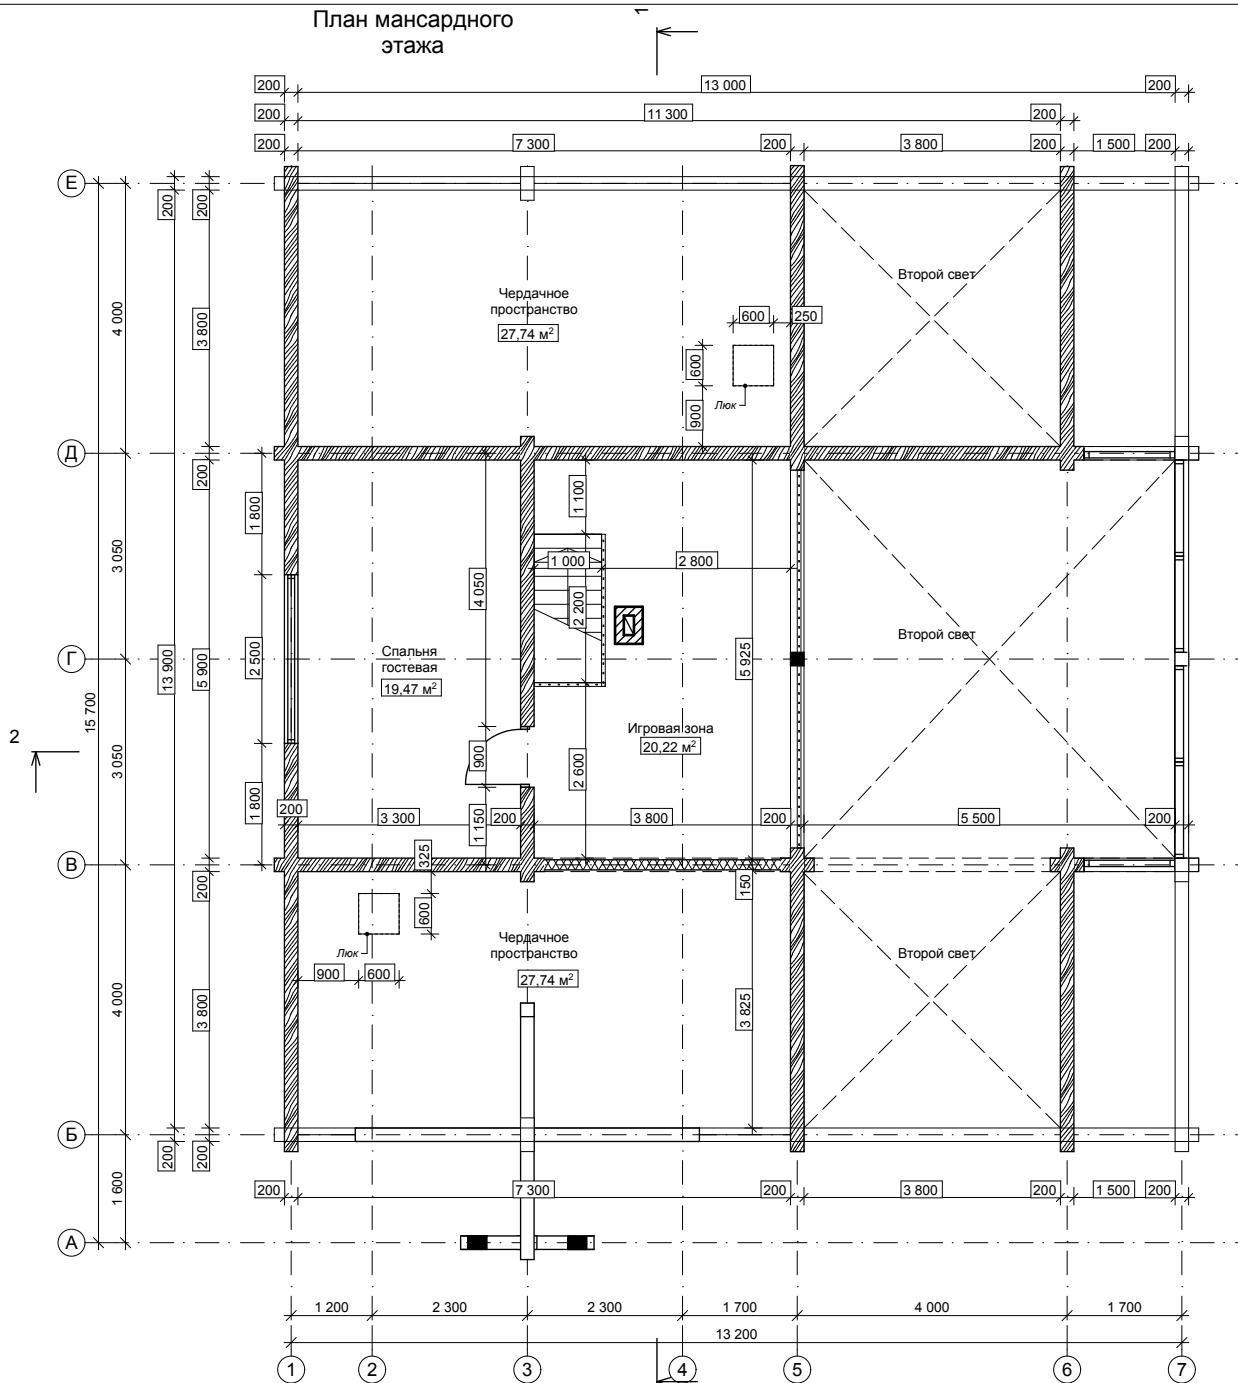 План мансардного
этажа
1
200 13 000 200
200 11 300 200
200 7 300 200 3 800 200 1 500 200
Е
200 200
Второй свет
Чердачное
пространство
27,74 м²
600 250
4 000
3 800
600
Люк
900
Д
200
1 800
1 100
3 050
1 000 2 800
4 050
2 200
Спальня
гостевая
19,47 м²
Г
13 900
5 900
2 500
5 925
Второй свет
15 700
2
Игровая зона
20,22 м²
3 050
900
2 600
1 800
1 150
200 3 300 200 3 800 200 5 500 200
325
В
200
150
600
Люк
Чердачное
пространство
27,74 м²
Второй свет
900 600
4 000
3 800
3 825
Б
200 200
1 600
200 7 300 200 3 800 200 1 500 200
А
1 200 2 300 2 300 1 700 4 000 1 700
13 200
1 2 3 4 5 6 7